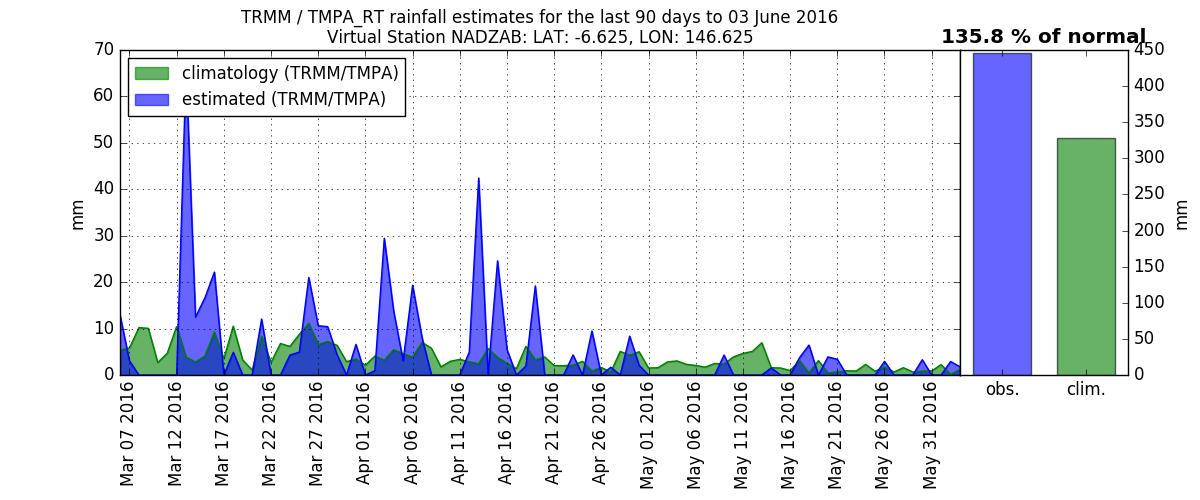 TRMM / TMPA_RT rainfall estimates for the last 90 days to 03 June 2016
Virtual Station NADZAB: LAT: -6.625, LON: 146.625
135.8 % of normal
climatology (TRMM/TMPA)
estimated (TRMM/TMPA)
mm
70
60
50
40
30
20
10
0
Mar 07 2016
Mar 12 2016
Mar 17 2016
Mar 22 2016
Mar 27 2016
Apr 01 2016
Apr 06 2016
Apr 11 2016
Apr 16 2016
Apr 21 2016
Apr 26 2016
May 01 2016
May 06 2016
May 11 2016
May 16 2016
May 21 2016
May 26 2016
May 31 2016
obs.
clim.
450
400
350
300
250
200
150
100
50
0
mm